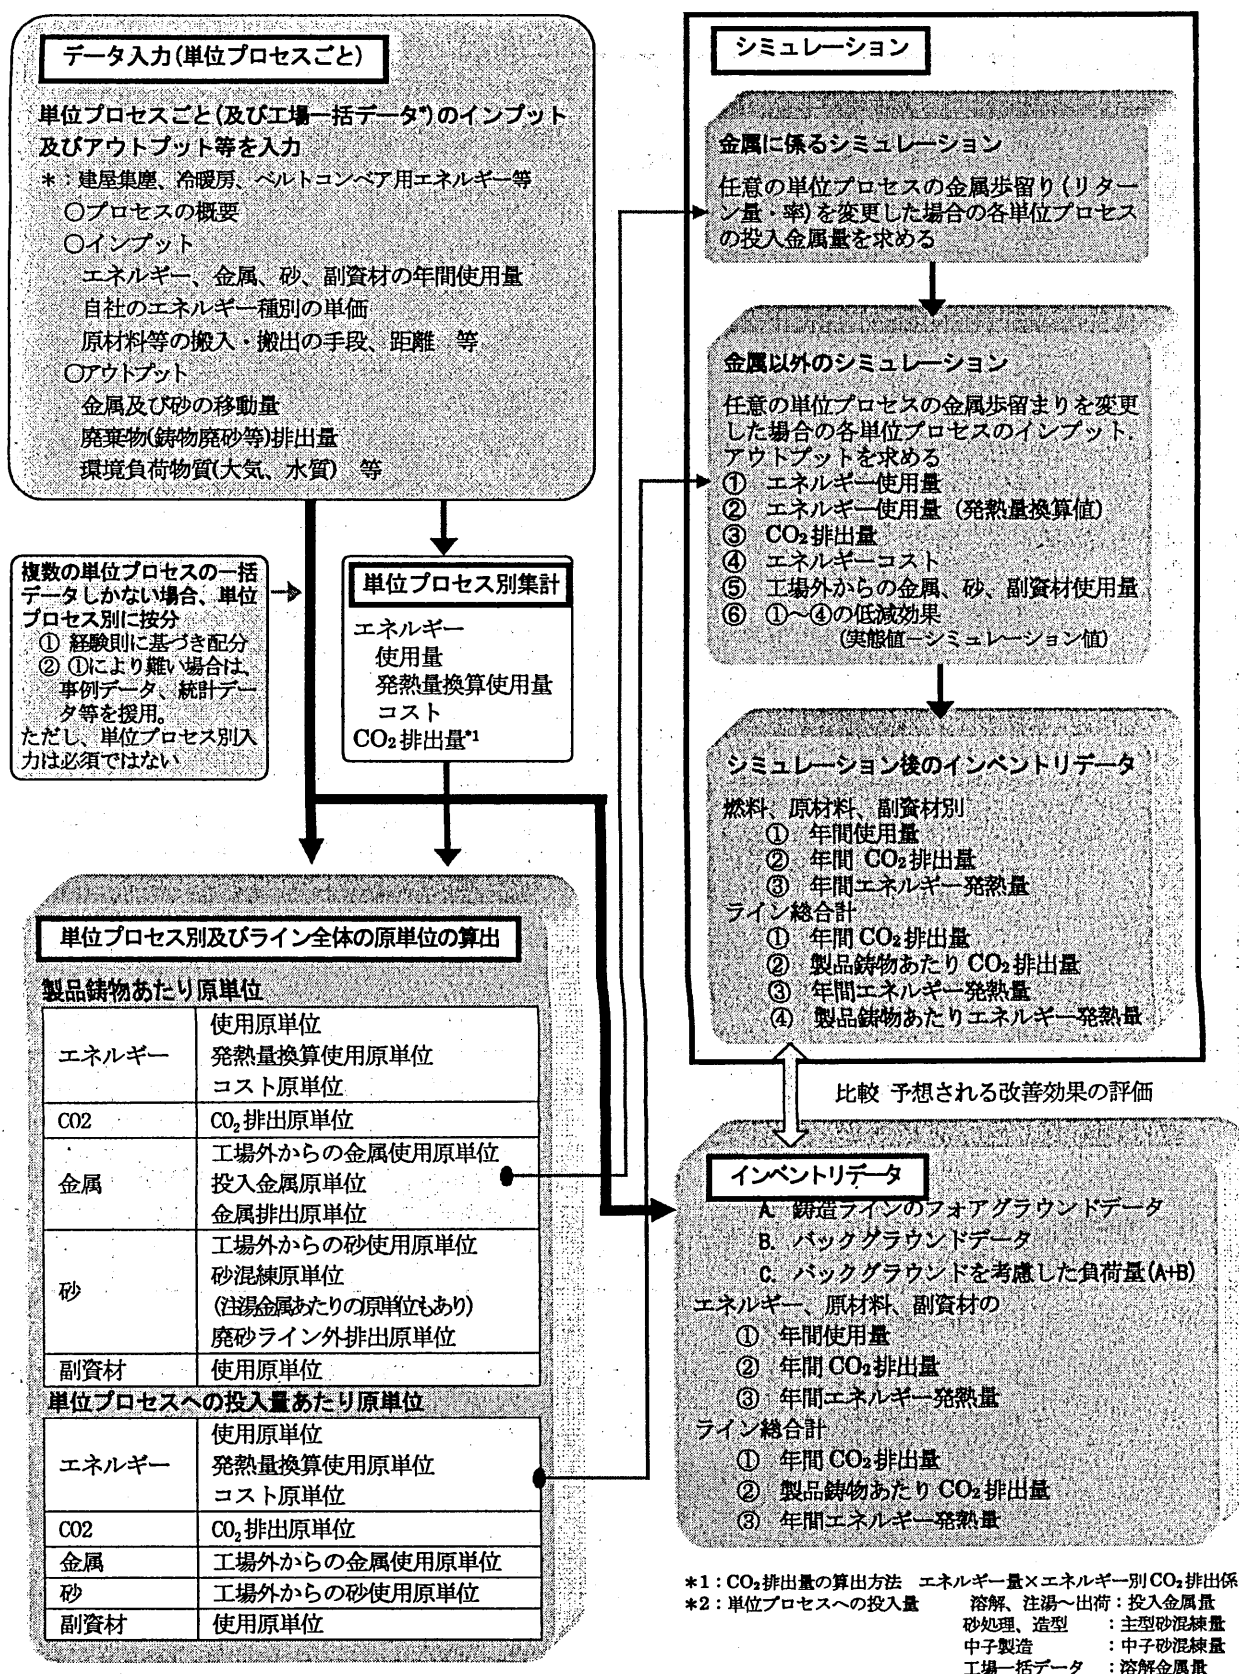 データ入力(単位プロセスごと)
単位プロセスごと(及び工場一括データ*)のインプット
及びアウトプット等を入力
*:建屋集塵、冷暖房、ベルトコンベア用エネルギー等
○プロセスの概要
○インプット
エネルギー、金属、砂、副資材の年間使用量
自社のエネルギー種別の単価
原材料等の搬入・搬出の手段、距離 等
○アウトプット
金属及び砂の移動量
廃棄物(鋳物廃砂等)排出量
環境負荷物質(大気、水質) 等
複数の単位プロセスの一括
データしかない場合、単位
プロセス別に按分
① 経験則に基づき配分
② ①により難い場合は、
事例データ、統計デー
タ等を援用。
ただし、単位プロセス別入
力は必須ではない
単位プロセス別集計
エネルギー
使用量
発熱量換算使用量
コスト
CO₂排出量*1
単位プロセス別及びライン全体の原単位の算出
製品鋳物あたり原単位
エネルギー
使用原単位
発熱量換算使用原単位
コスト原単位
CO2 CO₂排出原単位
金属
工場外からの金属使用原単位
投入金属原単位
金属排出原単位
砂
工場外からの砂使用原単位
砂混練原単位
(注湯金属あたりの原単位もあり)
廃砂ライン外排出原単位
副資材 使用原単位
単位プロセスへの投入量あたり原単位
エネルギー
使用原単位
発熱量換算使用原単位
コスト原単位
CO2 CO₂排出原単位
金属 工場外からの金属使用原単位
砂 工場外からの砂使用原単位
副資材 使用原単位
シミュレーション
金属に係るシミュレーション
任意の単位プロセスの金属歩留り(リター
ン量・率)を変更した場合の各単位プロセス
の投入金属量を求める
金属以外のシミュレーション
任意の単位プロセスの金属歩留まりを変更
した場合の各単位プロセスのインプット、
アウトプットを求める
① エネルギー使用量
② エネルギー使用量 (発熱量換算値)
③ CO₂排出量
④ エネルギーコスト
⑤ 工場外からの金属、砂、副資材使用量
⑥ ①~④の低減効果
(実態値ーシミュレーション値)
シミュレーション後のインベントリデータ
燃料、原材料、副資材別
① 年間使用量
② 年間 CO₂排出量
③ 年間エネルギー発熱量
ライン総合計
① 年間 CO₂排出量
② 製品鋳物あたり CO₂排出量
③ 年間エネルギー発熱量
④ 製品鋳物あたりエネルギー発熱量
比較 予想される改善効果の評価
インベントリデータ
A. 鋳造ラインのフォアグラウンドデータ
B. バックグラウンドデータ
C. バックグラウンドを考慮した負荷量(A+B)
エネルギー、原材料、副資材の
① 年間使用量
② 年間 CO₂排出量
③ 年間エネルギー発熱量
ライン総合計
① 年間 CO₂排出量
② 製品鋳物あたり CO₂排出量
③ 年間エネルギー発熱量
*1:CO₂排出量の算出方法 エネルギー量×エネルギー別CO₂排出係
*2:単位プロセスへの投入量 溶解、注湯~出荷:投入金属量
砂処理、造型 :主型砂混練量
中子製造 :中子砂混練量
工場一括データ :溶解金属量